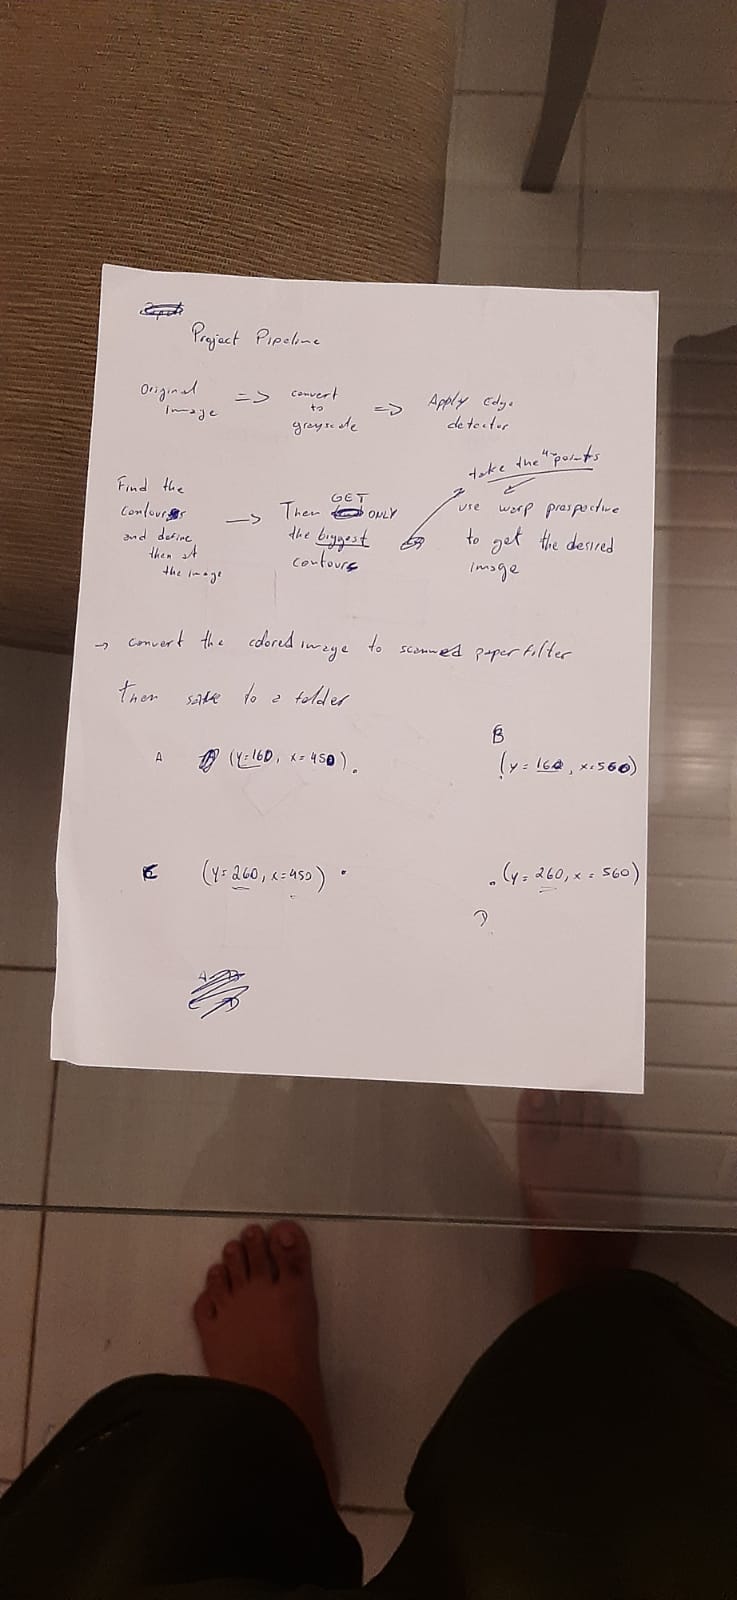 Project Pipeline
Original Image => convert to grayscale => Apply Edge detector
Find the Contours and define them at the image -> Then GET ONLY the biggest contours
take the "4" points
use warp prespective to get the desired image
-> convert the colored image to scanned paper filter
then save to a folder
A (y=160, x=450).
B
(y=160, x=560)
C (y=260, x=450) .
. (y=260, x=560)
D